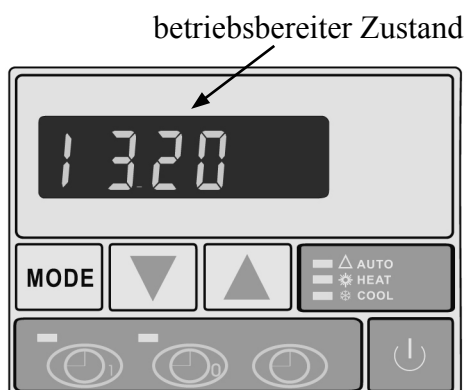 betriebsbereiter Zustand
1 3.20
MODE
AUTO
HEAT
COOL
1
0